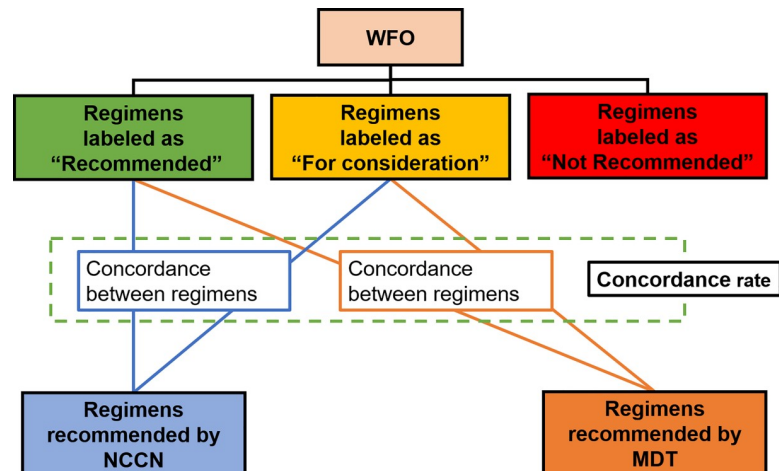 WFO
Regimens
labeled as
“Recommended”
Regimens
labeled as
“For consideration”
Regimens
labeled as
“Not Recommended”
Concordance
between regimens
Concordance
between regimens
Concordance rate
Regimens
recommended by
NCCN
Regimens
recommended by
MDT